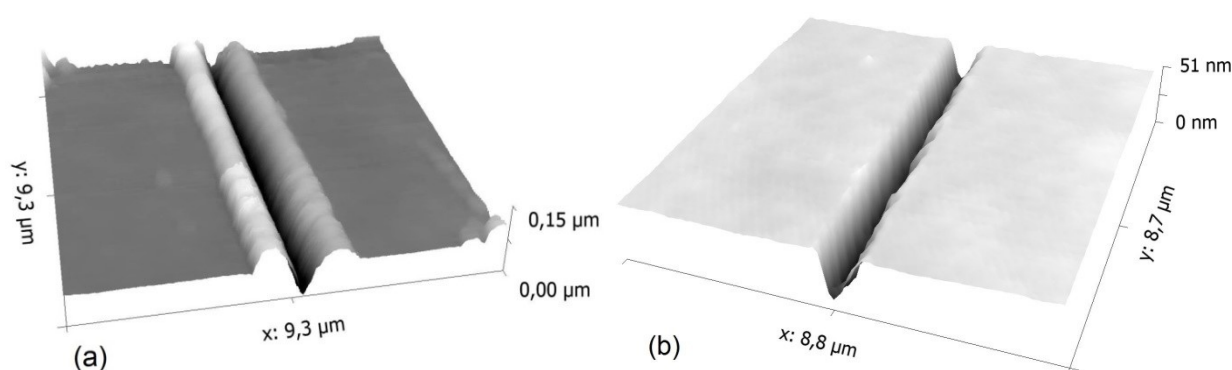 y: 9,3 µm
0,15 µm
0,00 µm
x: 9,3 µm
(a)
51 nm
0 nm
y: 8,7 µm
x: 8,8 µm
(b)